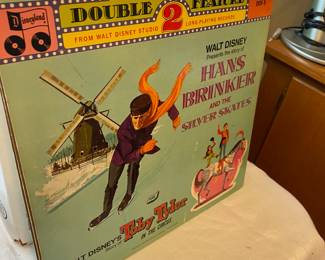 Disneyland
DOUBLE 2 FEATURE
FROM WALT DISNEY STUDIO LONG-PLAYING RECORDS
WALT DISNEY
Presents the story of
HANS
BRINKER
AND THE
SILVER SKATES
WALT DISNEY'S
Toby Tyler
IN THE CIRCUS